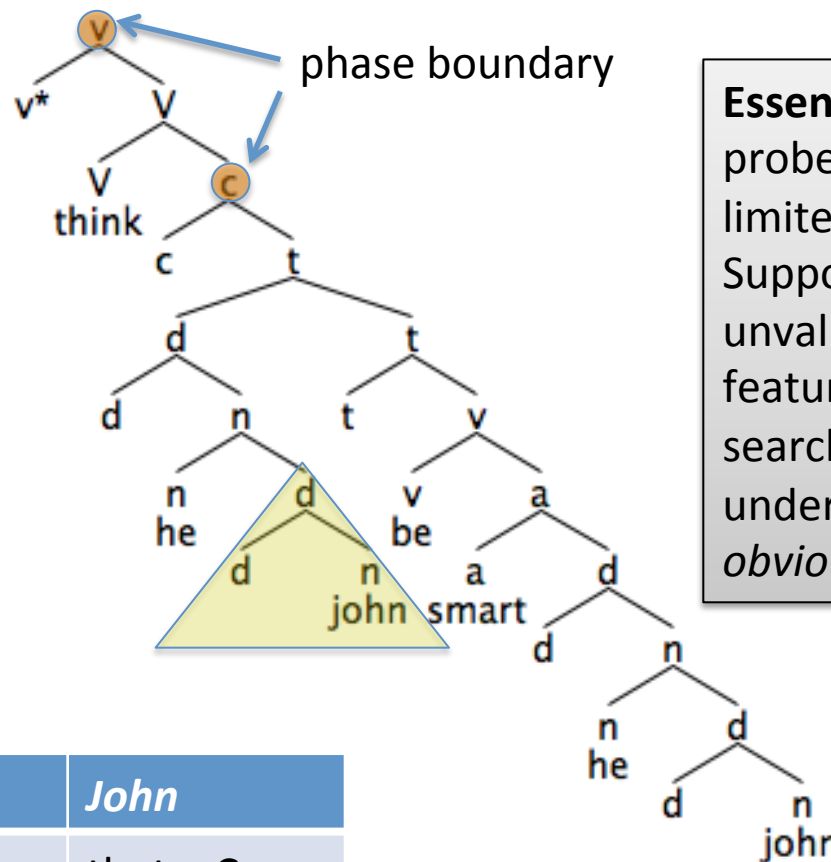 v
phase boundary
v* V
V c
think
c t
d t
d n t v
n d v a
he be
d n a d
john smart
d n
n d
he
d n
john
Essen
probe
limite
Suppo
unval
featur
search
under
obvio
John